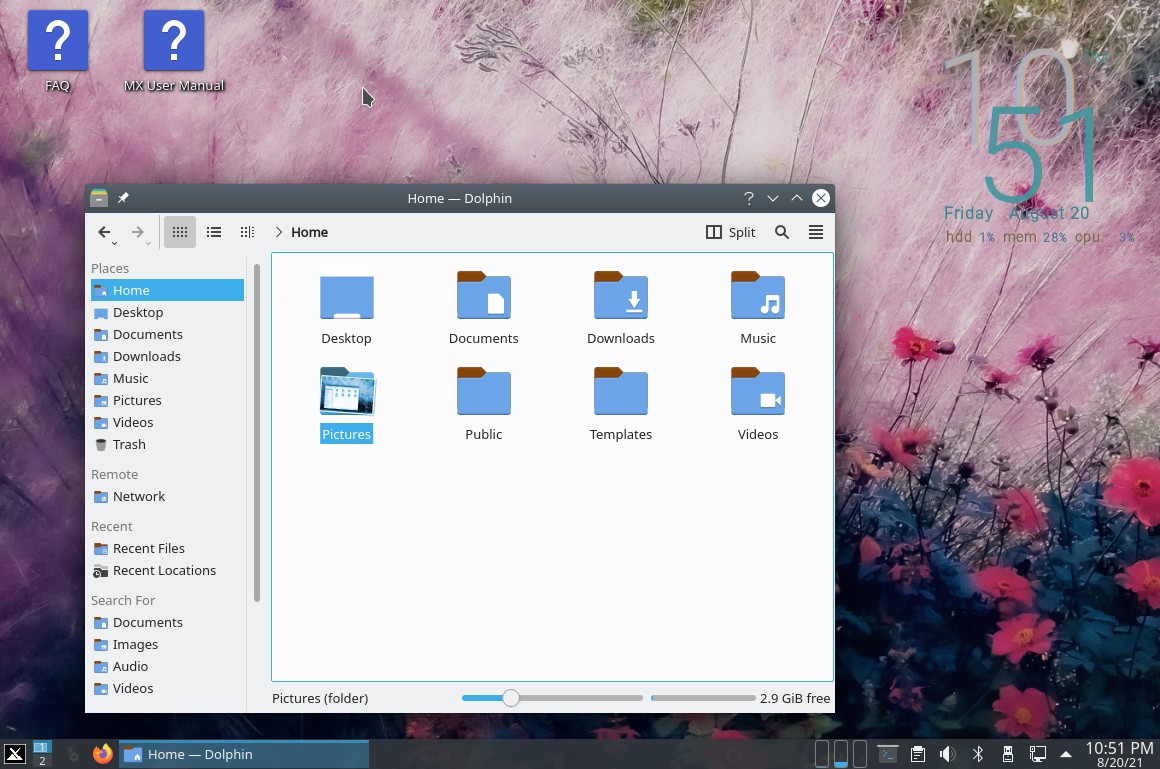 FAQ
MX User Manual
10
51
Friday August 20
hdd 1% mem 28% cpu 3%
Home — Dolphin
Home
Split
Places
Home
Desktop
Documents
Downloads
Music
Pictures
Videos
Trash
Remote
Network
Recent
Recent Files
Recent Locations
Search For
Documents
Images
Audio
Videos
Desktop
Documents
Downloads
Music
Pictures
Public
Templates
Videos
Pictures (folder)
2.9 GiB free
1
2
Home — Dolphin
10:51 PM
8/20/21